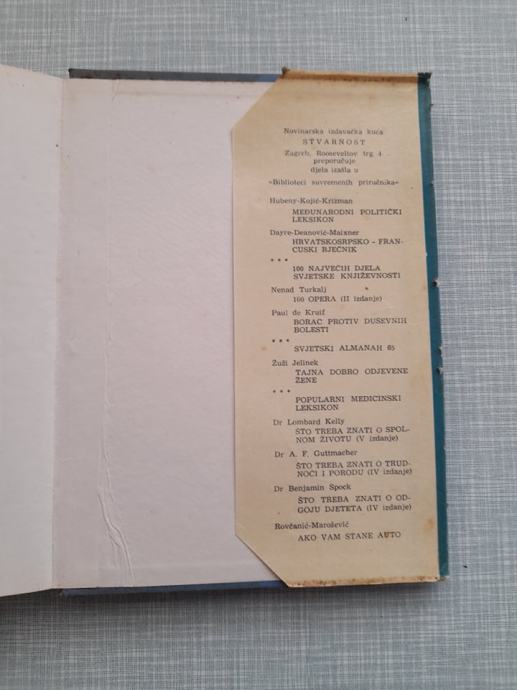 Novinarska izdavačka kuća
STVARNOST
Zagreb, Rooseveltov trg 4
preporučuje
djela izašla u
»Biblioteci suvremenih priručnika«
Hubeny-Kojić-Krizman
MEĐUNARODNI POLITIČKI
LEKSIKON
Dayre-Deanović-Maixner
HRVATSKOSRPSKO - FRAN-
CUSKI RJEČNIK
* * *
100 NAJVEĆIH DJELA
SVJETSKE KNJIŽEVNOSTI
Nenad Turkalj
100 OPERA (II izdanje)
Paul de Kruif
BORAC PROTIV DUŠEVNIH
BOLESTI
* * *
SVJETSKI ALMANAH 65
Žuži Jelinek
TAJNA DOBRO ODJEVENE
ŽENE
* * *
POPULARNI MEDICINSKI
LEKSIKON
Dr Lombard Kelly
ŠTO TREBA ZNATI O SPOL-
NOM ŽIVOTU (V izdanje)
Dr A. F. Guttmacher
ŠTO TREBA ZNATI O TRUD-
NOĆI I PORODU (IV izdanje)
Dr Benjamin Spock
ŠTO TREBA ZNATI O OD-
GOJU DJETETA (IV izdanje)
Rovčanić-Marošević
AKO VAM STANE AUTO